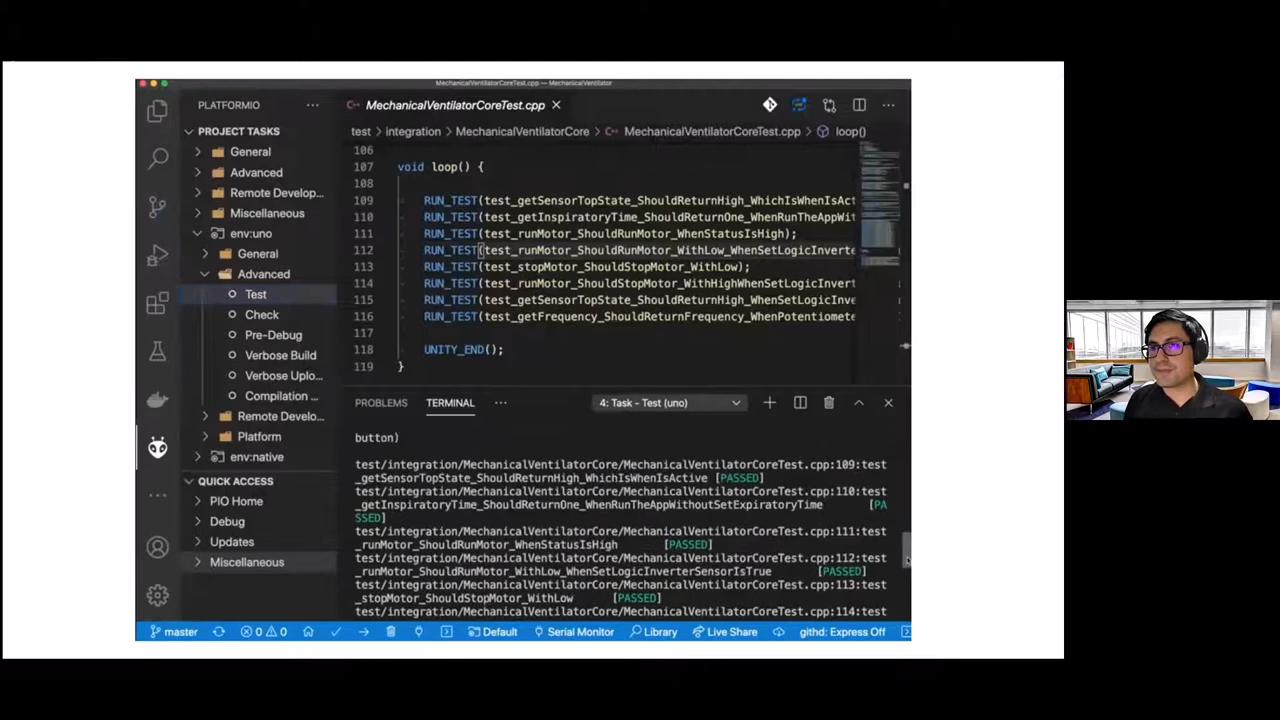 MechanicalVentilatorCoreTest.cpp — MechanicalVentilator
PLATFORMIO
MechanicalVentilatorCoreTest.cpp
PROJECT TASKS
General
Advanced
Remote Develop...
Miscellaneous
env:uno
General
Advanced
Test
Check
Pre-Debug
Verbose Build
Verbose Uplo...
Compilation ...
Remote Develo...
Platform
env:native
QUICK ACCESS
PIO Home
Debug
Updates
Miscellaneous
test > integration > MechanicalVentilatorCore > MechanicalVentilatorCoreTest.cpp > loop()
106
107 void loop() {
108
109 RUN_TEST(test_getSensorTopState_ShouldReturnHigh_WhichIsWhenIsAct
110 RUN_TEST(test_getInspiratoryTime_ShouldReturnOne_WhenRunTheAppWit
111 RUN_TEST(test_runMotor_ShouldRunMotor_WhenStatusIsHigh);
112 RUN_TEST(test_runMotor_ShouldRunMotor_WithLow_WhenSetLogicInverte
113 RUN_TEST(test_stopMotor_ShouldStopMotor_WithLow);
114 RUN_TEST(test_runMotor_ShouldStopMotor_WithHighWhenSetLogicInvert
115 RUN_TEST(test_getSensorTopState_ShouldReturnHigh_WhenSetLogicInve
116 RUN_TEST(test_getFrequency_ShouldReturnFrequency_WhenPotentiomete
117
118 UNITY_END();
119 }
PROBLEMS TERMINAL ... 4: Task - Test (uno)
button)
test/integration/MechanicalVentilatorCore/MechanicalVentilatorCoreTest.cpp:109:test
_getSensorTopState_ShouldReturnHigh_WhichIsWhenIsActive [PASSED]
test/integration/MechanicalVentilatorCore/MechanicalVentilatorCoreTest.cpp:110:test
_getInspiratoryTime_ShouldReturnOne_WhenRunTheAppWithoutSetExpiratoryTime [PA
SSED]
test/integration/MechanicalVentilatorCore/MechanicalVentilatorCoreTest.cpp:111:test
_runMotor_ShouldRunMotor_WhenStatusIsHigh [PASSED]
test/integration/MechanicalVentilatorCore/MechanicalVentilatorCoreTest.cpp:112:test
_runMotor_ShouldRunMotor_WithLow_WhenSetLogicInverterSensorIsTrue [PASSED]
test/integration/MechanicalVentilatorCore/MechanicalVentilatorCoreTest.cpp:113:test
_stopMotor_ShouldStopMotor_WithLow [PASSED]
test/integration/MechanicalVentilatorCore/MechanicalVentilatorCoreTest.cpp:114:test
master 0 0 Default Serial Monitor Library Live Share githd: Express Off